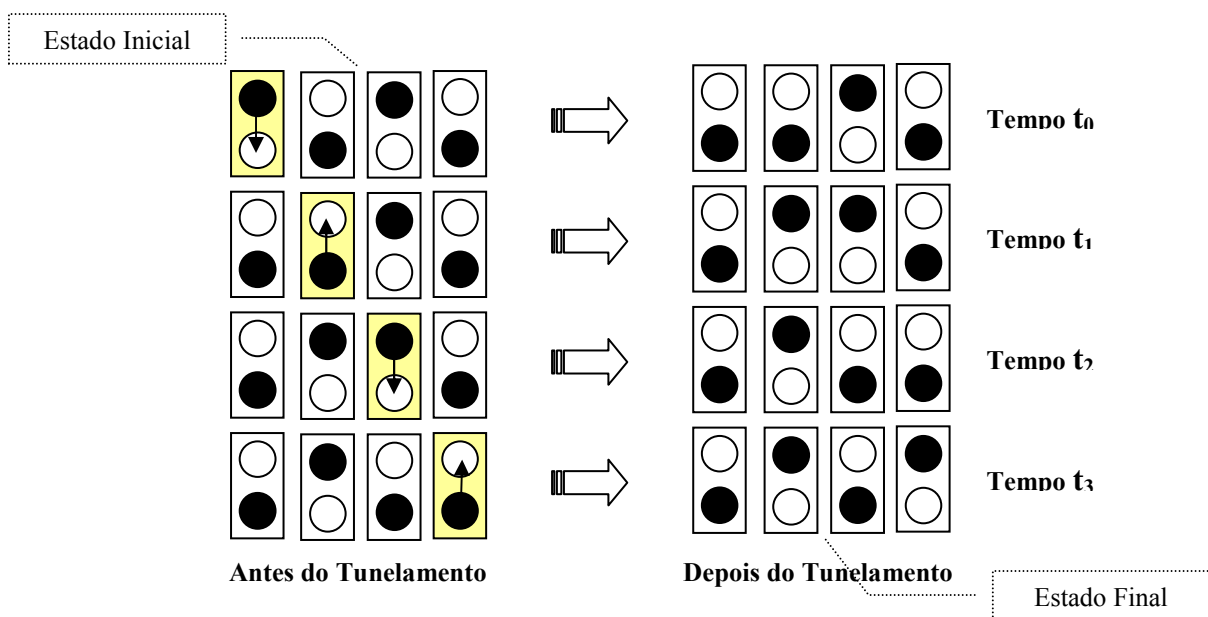 Estado Inicial
Tempo t0
Tempo t1
Tempo t2
Tempo t3
Antes do Tunelamento
Depois do Tunelamento
Estado Final